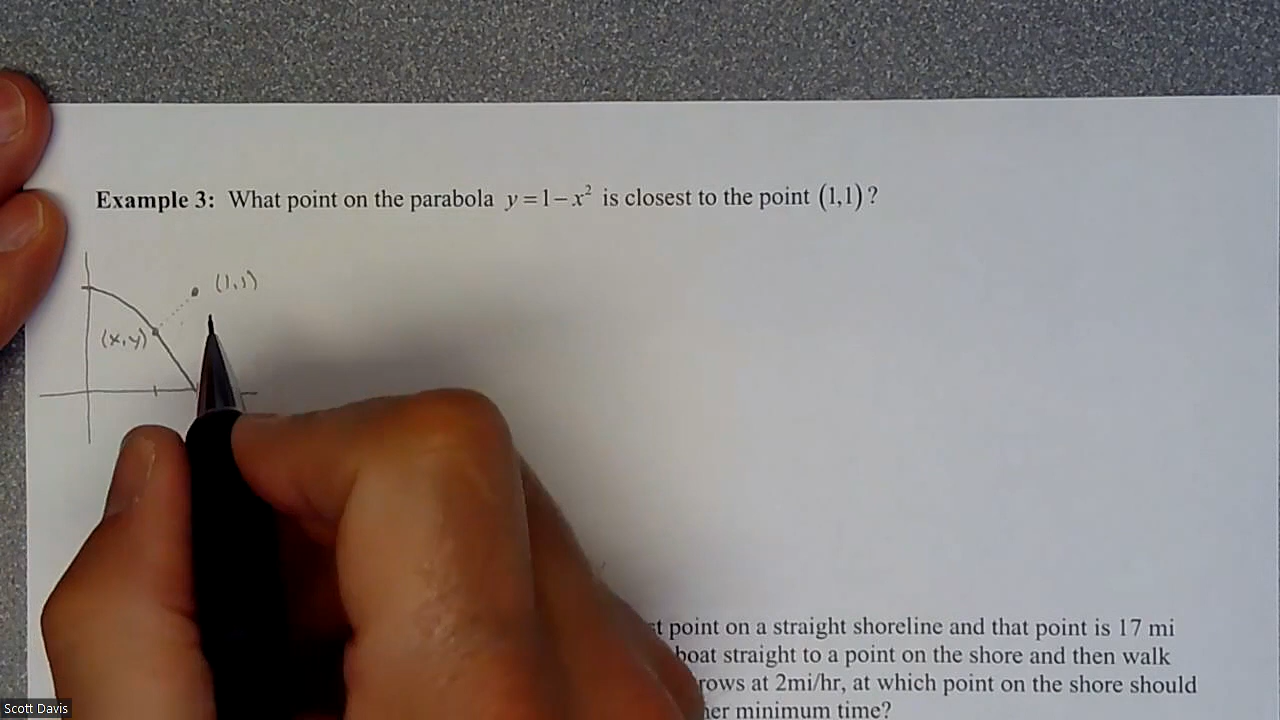 Example 3: What point on the parabola y = 1 − x² is closest to the point (1,1)?
(1,1)
(x,y)
point on a straight shoreline and that point is 17 mi
boat straight to a point on the shore and then walk
rows at 2mi/hr, at which point on the shore should
minimum time?
Scott Davis